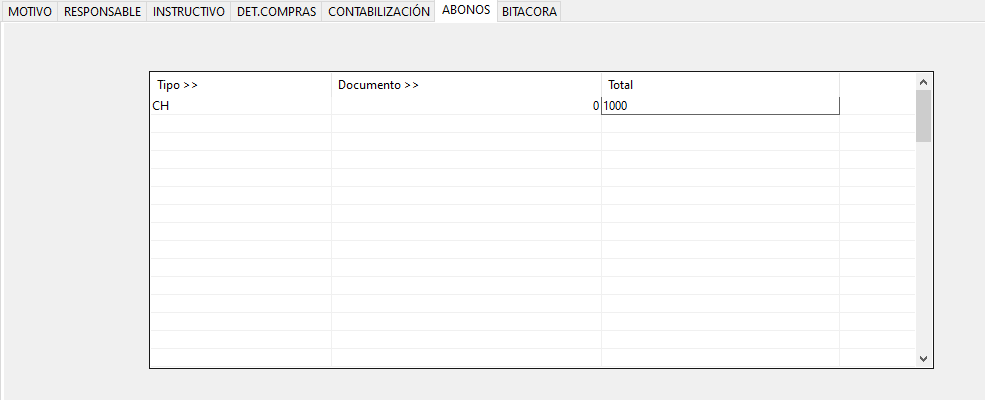 MOTIVO RESPONSABLE INSTRUCTIVO DET.COMPRAS CONTABILIZACIÓN ABONOS BITACORA
Tipo >> Documento >> Total
CH 0 1000